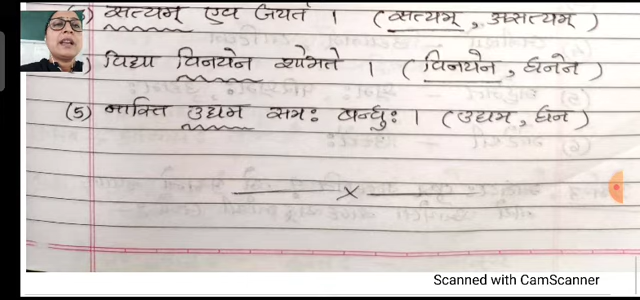 ) सत्यम् एव जयते । (सत्यम् , असत्यम्)
) विद्या विनयेन शोभते । (विनयेन , धनेन)
(5) नास्ति उद्यम समः बन्धुः । (उद्यम , धन)
x
Scanned with CamScanner